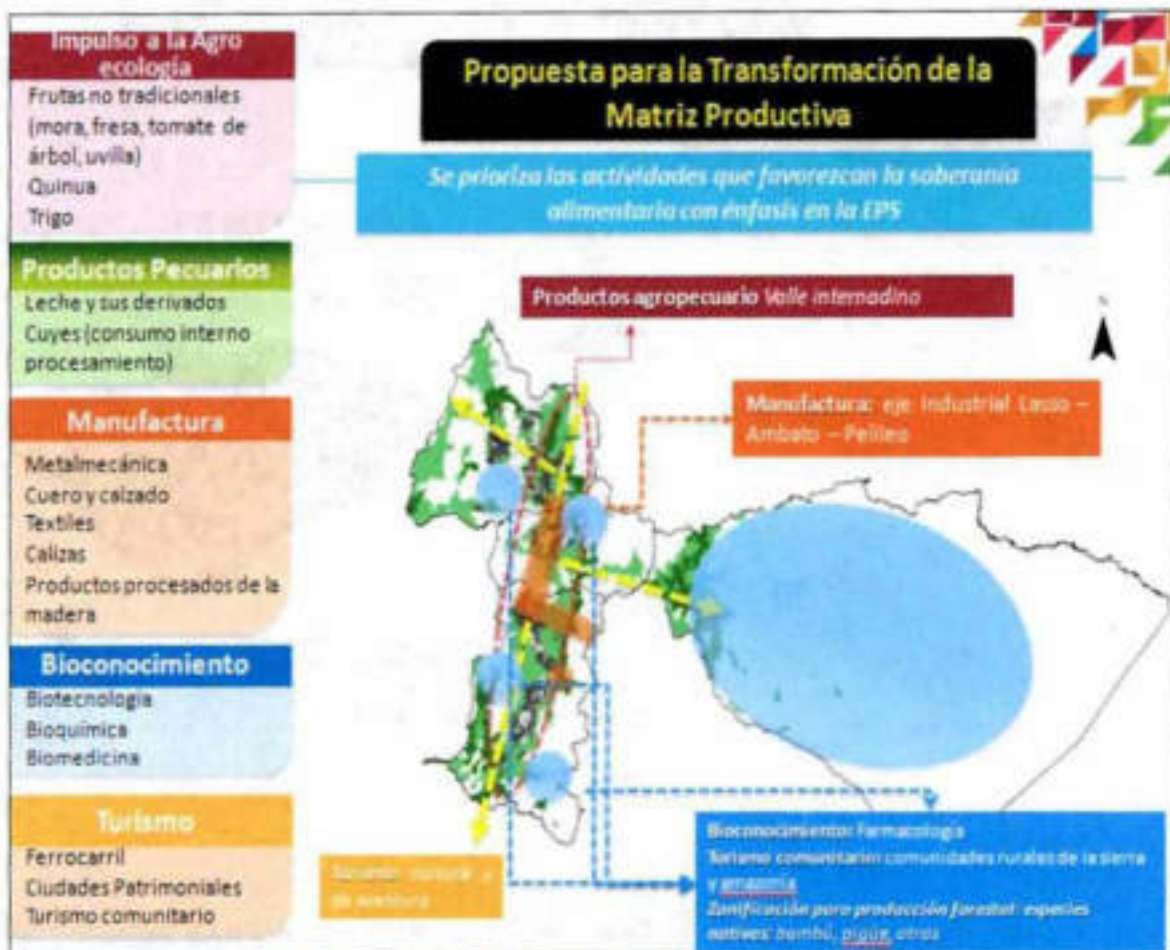 Impulso a la Agro
ecología
Frutas no tradicionales
(mora, fresa, tomate de
árbol, uvilla)
Quinua
Trigo
Productos Pecuarios
Leche y sus derivados
Cuyes (consumo interno
procesamiento)
Manufactura
Metalmecánica
Cuero y calzado
Textiles
Calizas
Productos procesados de la
madera
Bioconocimiento
Biotecnología
Bioquímica
Biomedicina
Turismo
Ferrocarril
Ciudades Patrimoniales
Turismo comunitario
Propuesta para la Transformación de la
Matriz Productiva
Se prioriza las actividades que favorezcan la soberanía
alimentaria con énfasis en la EPS
Productos agropecuario Valle internadino
Manufactura: eje Industrial Lasso –
Ambato – Pelileo
Turismo: cultural y
de aventura
Bioconocimiento: Farmacología
Turismo comunitario: comunidades rurales de la sierra
y amazonía
Zonificación para producción forestal: especies
nativas: bambú, pigüe, otras